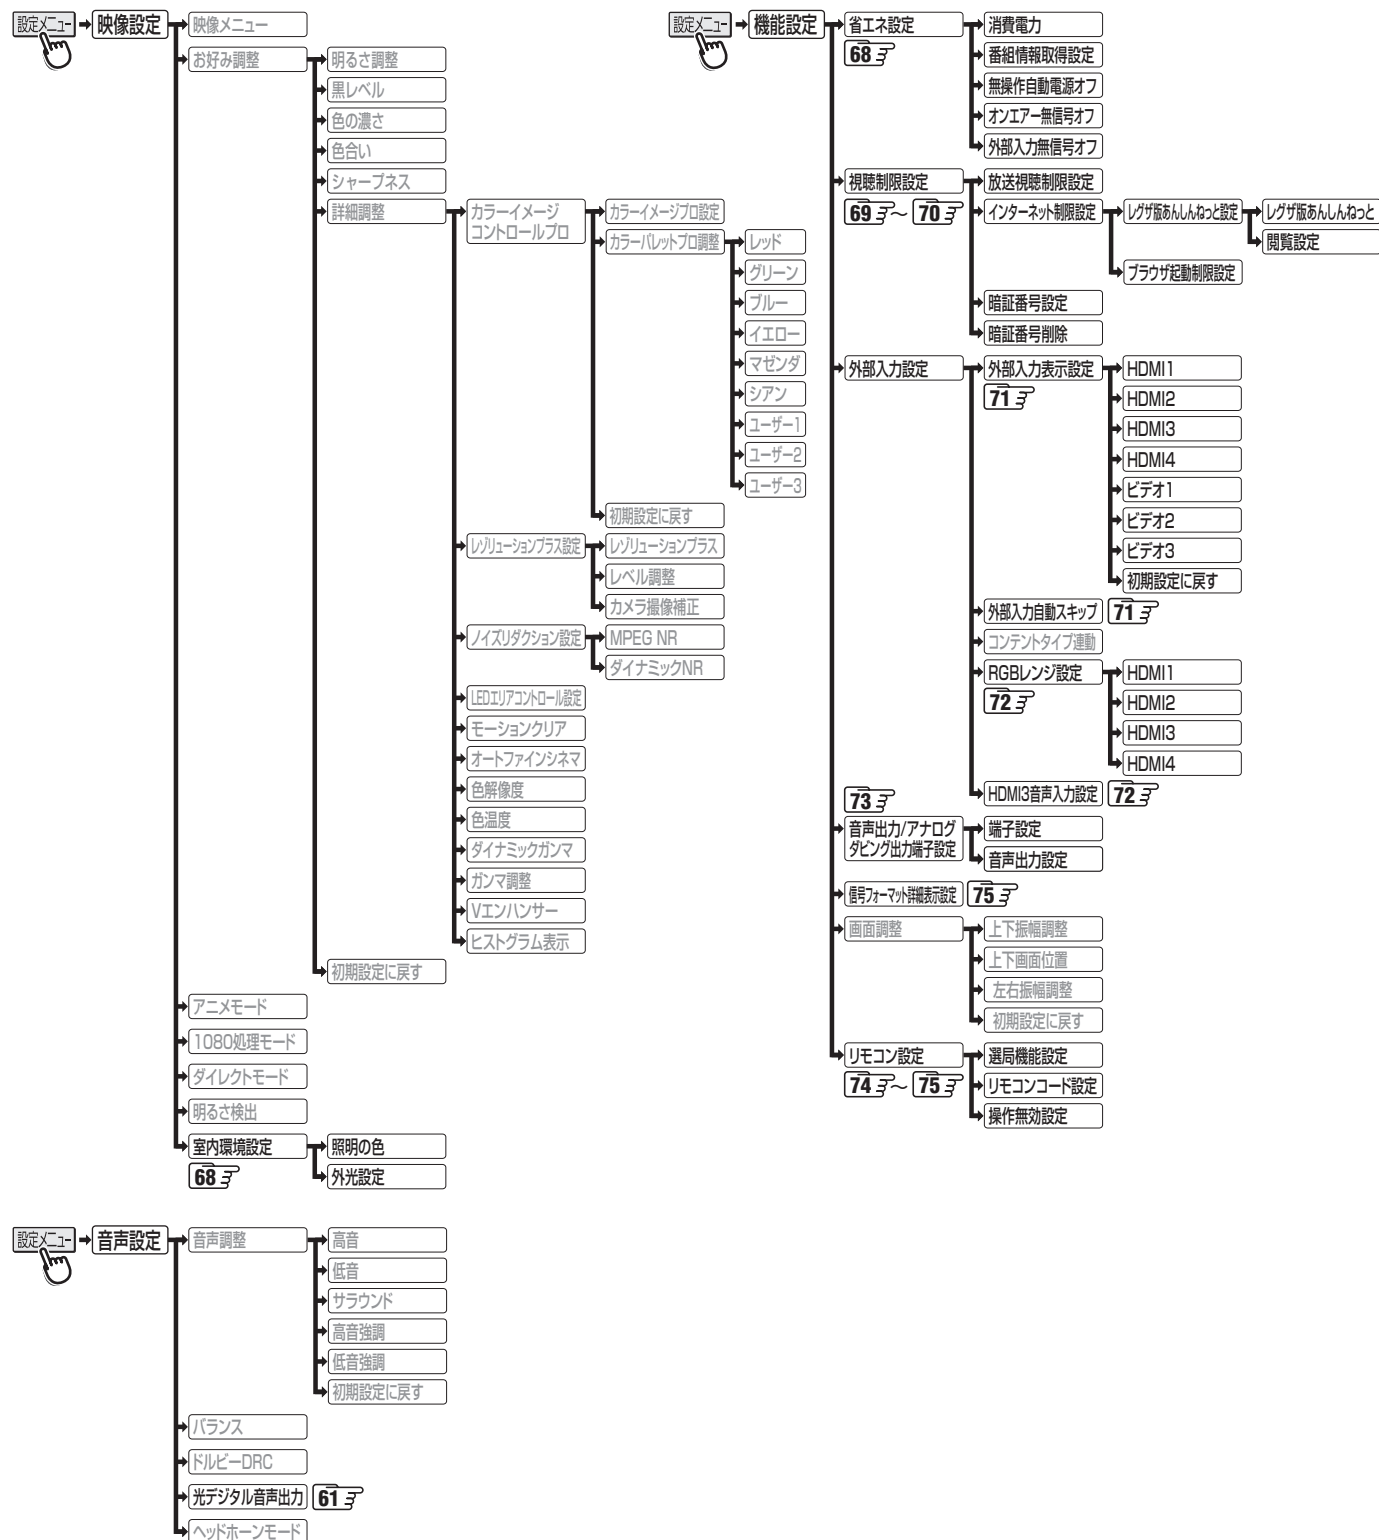 設定メニュー
映像設定
映像メニュー
お好み調整
明るさ調整
黒レベル
色の濃さ
色合い
シャープネス
詳細調整
カラーイメージ
コントロールプロ
カラーイメージプロ設定
カラーパレットプロ調整
レッド
グリーン
ブルー
イエロー
マゼンダ
シアン
ユーザー1
ユーザー2
ユーザー3
初期設定に戻す
レゾリューションプラス設定
レゾリューションプラス
レベル調整
カメラ撮像補正
ノイズリダクション設定
MPEG NR
ダイナミックNR
LEDエリアコントロール設定
モーションクリア
オートファインシネマ
色解像度
色温度
ダイナミックガンマ
ガンマ調整
Vエンハンサー
ヒストグラム表示
初期設定に戻す
アニメモード
1080処理モード
ダイレクトモード
明るさ検出
室内環境設定
68
照明の色
外光設定
設定メニュー
音声設定
音声調整
高音
低音
サラウンド
高音強調
低音強調
初期設定に戻す
バランス
ドルビーDRC
光デジタル音声出力 61
ヘッドホーンモード
設定メニュー
機能設定
省エネ設定
68
消費電力
番組情報取得設定
無操作自動電源オフ
オンエアー無信号オフ
外部入力無信号オフ
視聴制限設定
69 ～ 70
放送視聴制限設定
インターネット制限設定
レグザ版あんしんねっと設定
レグザ版あんしんねっと
閲覧設定
ブラウザ起動制限設定
暗証番号設定
暗証番号削除
外部入力設定
外部入力表示設定
71
HDMI1
HDMI2
HDMI3
HDMI4
ビデオ1
ビデオ2
ビデオ3
初期設定に戻す
外部入力自動スキップ 71
コンテントタイプ連動
RGBレンジ設定
72
HDMI1
HDMI2
HDMI3
HDMI4
HDMI3音声入力設定 72
73
音声出力/アナログ
ダビング出力端子設定
端子設定
音声出力設定
信号フォーマット詳細表示設定 75
画面調整
上下振幅調整
上下画面位置
左右振幅調整
初期設定に戻す
リモコン設定
74 ～ 75
選局機能設定
リモコンコード設定
操作無効設定